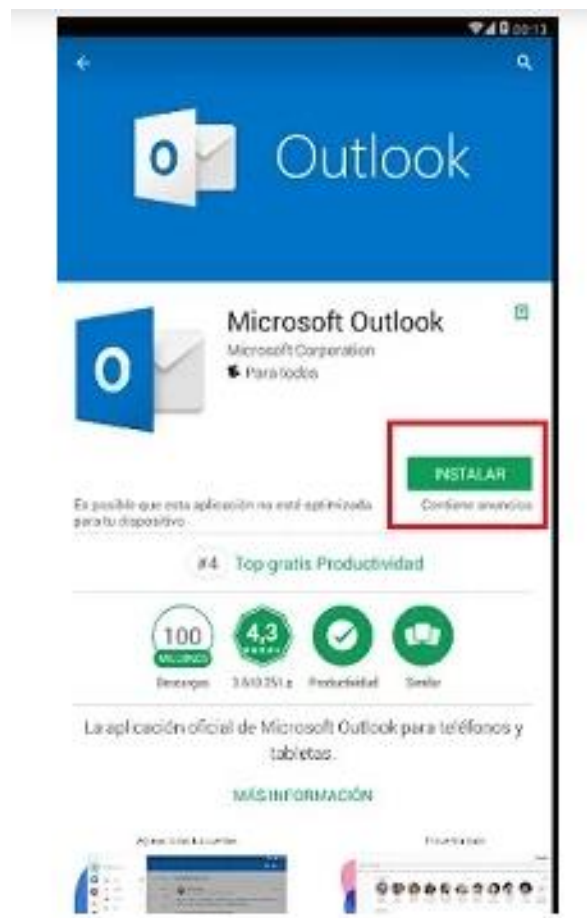 00:13
O
Outlook
O
Microsoft Outlook
Microsoft Corporation
Para todos
INSTALAR
Es posible que esta aplicación no esté optimizada
para tu dispositivo
Contiene anuncios
#4 Top gratis Productividad
100
MILLONES
4,3
Descargas
Productividad
Similar
La aplicación oficial de Microsoft Outlook para teléfonos y
tabletas.
MÁS INFORMACIÓN